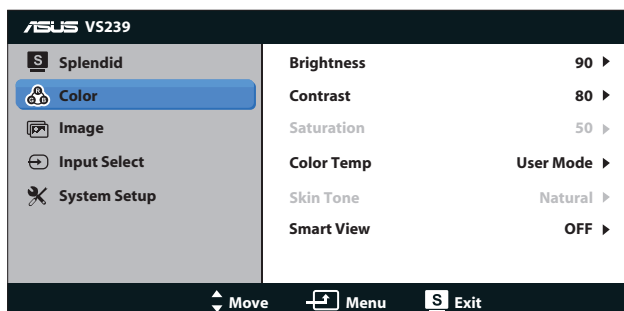 ASUS VS239
S Splendid
Color
Image
Input Select
System Setup
Brightness 90
Contrast 80
Saturation 50
Color Temp User Mode
Skin Tone Natural
Smart View OFF
Move Menu S Exit